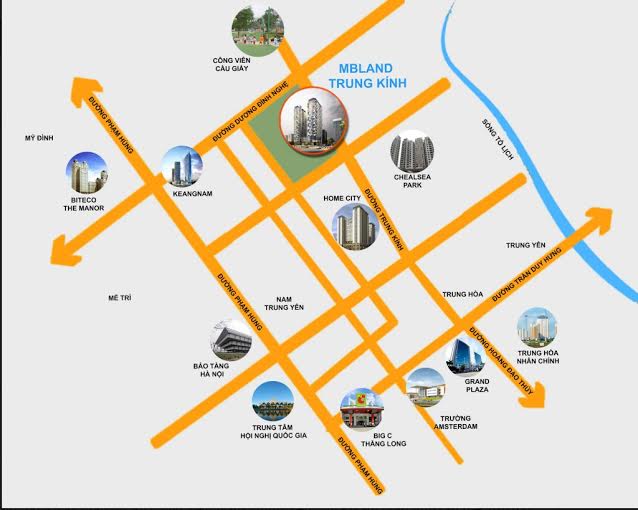 CÔNG VIÊN
CẦU GIẤY
MBLAND
TRUNG KÍNH
ĐƯỜNG DƯƠNG ĐÌNH NGHỆ
ĐƯỜNG PHẠM HÙNG
MỸ ĐÌNH
SÔNG TÔ LỊCH
KEANGNAM
BITECO
THE MANOR
CHEALSEA
PARK
HOME CITY
ĐƯỜNG TRUNG KÍNH
TRUNG YÊN
ĐƯỜNG TRẦN DUY HƯNG
MỄ TRÌ
NAM
TRUNG YÊN
TRUNG HÒA
ĐƯỜNG PHẠM HÙNG
ĐƯỜNG HOÀNG ĐẠO THÚY
TRUNG HÒA
NHÂN CHÍNH
BẢO TÀNG
HÀ NỘI
GRAND
PLAZA
TRUNG TÂM
HỘI NGHỊ QUỐC GIA
TRƯỜNG
AMSTERDAM
BIG C
THĂNG LONG
ĐƯỜNG PHẠM HÙNG